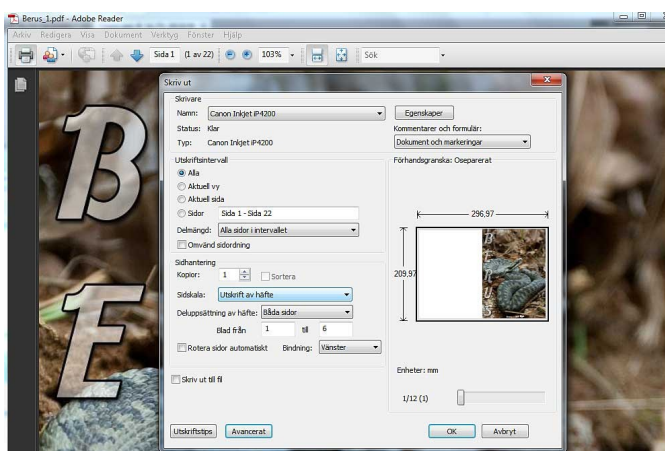 Berus_1.pdf - Adobe Reader
Arkiv Redigera Visa Dokument Verktyg Fönster Hjälp
Sida 1 (1 av 22) 103% Sök
Skriv ut
Skrivare
Namn: Canon Inkjet iP4200 Egenskaper
Status: Klar Kommentarer och formulär:
Typ: Canon Inkjet iP4200 Dokument och markeringar
Utskriftsintervall Förhandsgranska: Oseparerat
Alla
Aktuell vy
Aktuell sida
Sidor Sida 1 - Sida 22
Delmängd: Alla sidor i intervallet
Omvänd sidordning
296,97
209,97
BERUS
Sidhantering
Kopior: 1 Sortera
Sidskala: Utskrift av häfte
Deluppsättning av häfte: Båda sidor
Blad från 1 till 6
Rotera sidor automatiskt Bindning: Vänster
Enheter: mm
Skriv ut till fil
1/12 (1)
Utskriftstips Avancerat OK Avbryt
B
E